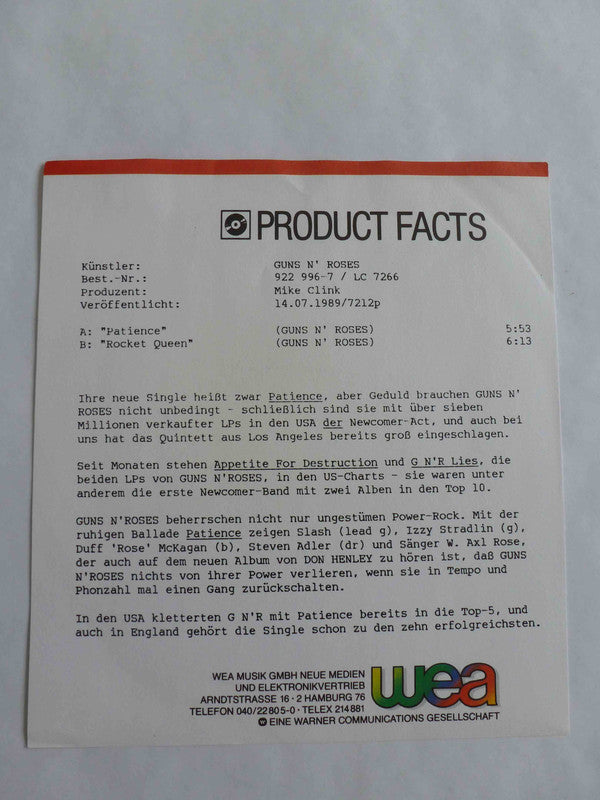 PRODUCT FACTS
Künstler: GUNS N' ROSES
Best.-Nr.: 922 996-7 / LC 7266
Produzent: Mike Clink
Veröffentlicht: 14.07.1989/7212p
A: "Patience" (GUNS N' ROSES) 5:53
B: "Rocket Queen" (GUNS N' ROSES) 6:13
Ihre neue Single heißt zwar Patience, aber Geduld brauchen GUNS N'
ROSES nicht unbedingt - schließlich sind sie mit über sieben
Millionen verkaufter LPs in den USA der Newcomer-Act, und auch bei
uns hat das Quintett aus Los Angeles bereits groß eingeschlagen.
Seit Monaten stehen Appetite For Destruction und G N'R Lies, die
beiden LPs von GUNS N'ROSES, in den US-Charts - sie waren unter
anderem die erste Newcomer-Band mit zwei Alben in den Top 10.
GUNS N'ROSES beherrschen nicht nur ungestümen Power-Rock. Mit der
ruhigen Ballade Patience zeigen Slash (lead g), Izzy Stradlin (g),
Duff 'Rose' McKagan (b), Steven Adler (dr) und Sänger W. Axl Rose,
der auch auf dem neuen Album von DON HENLEY zu hören ist, daß GUNS
N'ROSES nichts von ihrer Power verlieren, wenn sie in Tempo und
Phonzahl mal einen Gang zurückschalten.
In den USA kletterten G N'R mit Patience bereits in die Top-5, und
auch in England gehört die Single schon zu den zehn erfolgreichsten.
WEA MUSIK GMBH NEUE MEDIEN
UND ELEKTRONIKVERTRIEB
ARNDTSTRASSE 16 · 2 HAMBURG 76
TELEFON 040/22805-0 · TELEX 214881
EINE WARNER COMMUNICATIONS GESELLSCHAFT
wea